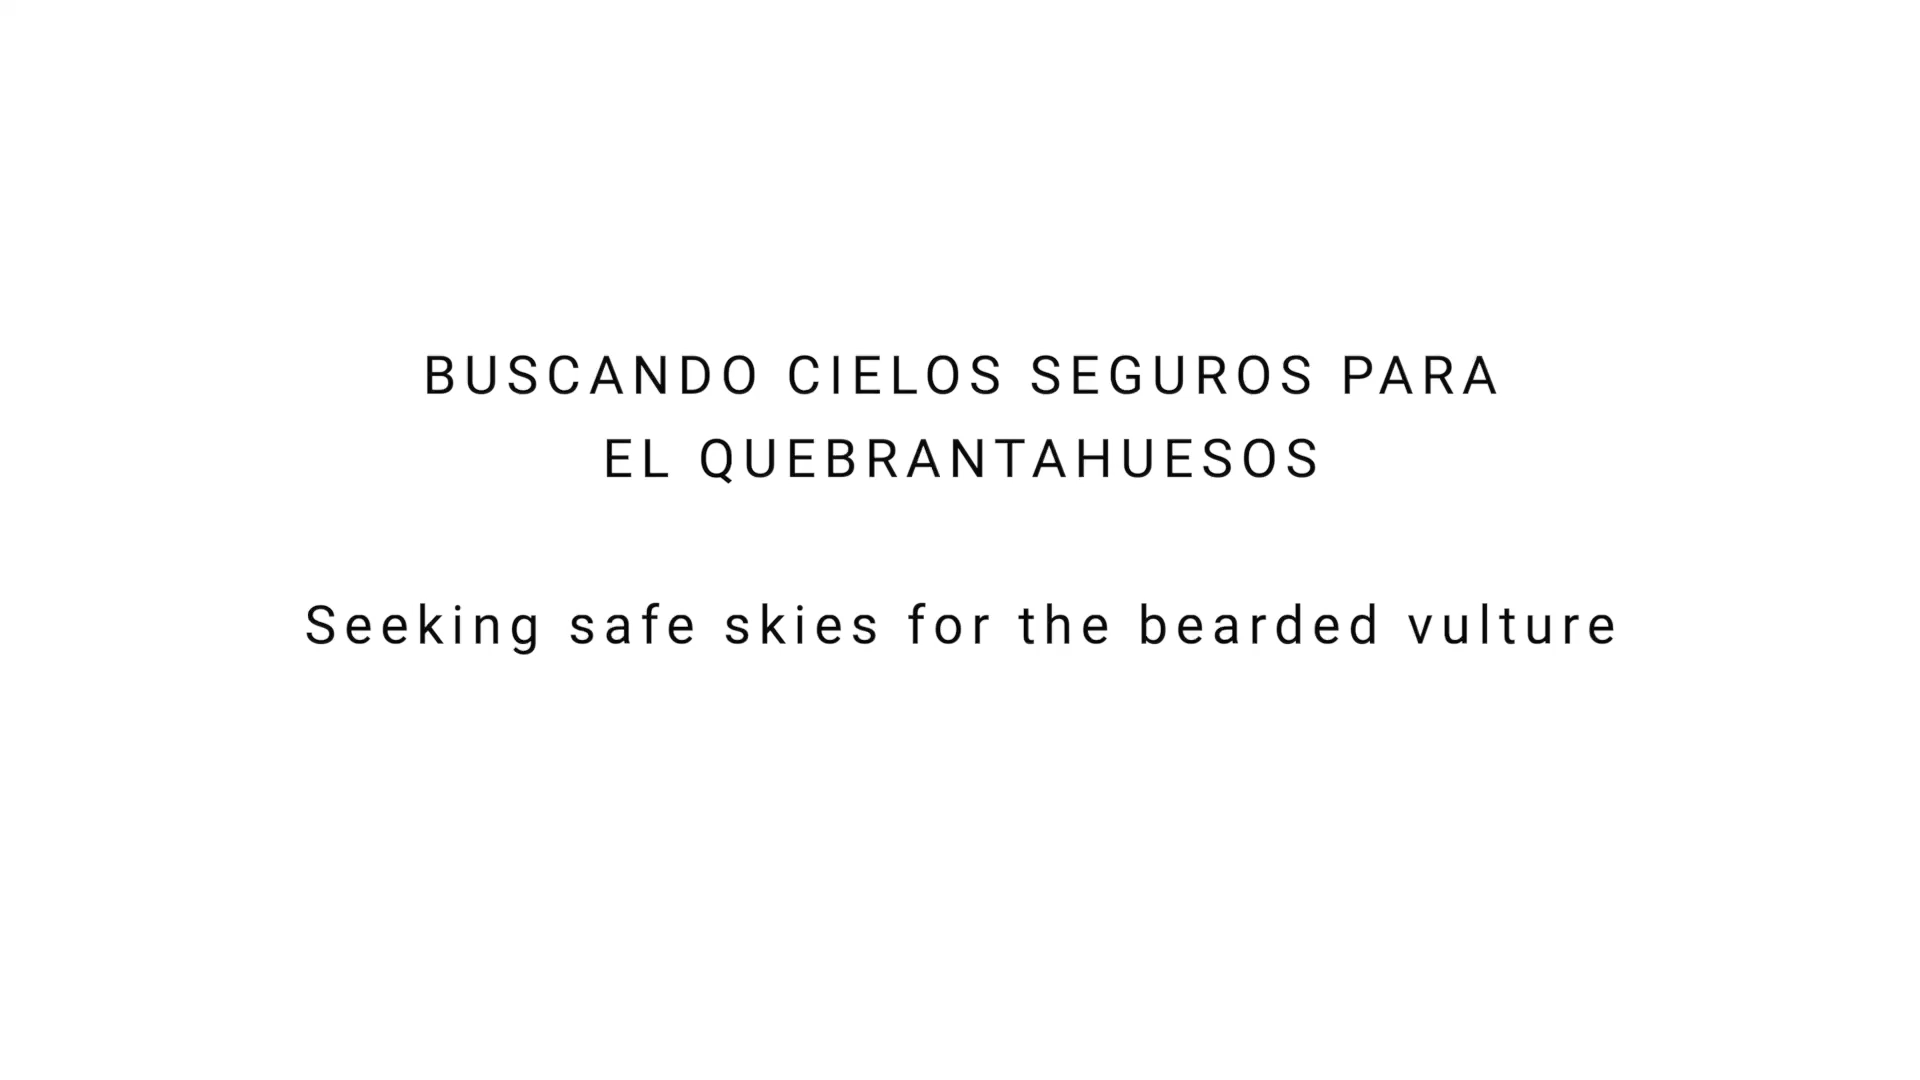 BUSCANDO CIELOS SEGUROS PARA
EL QUEBRANTAHUESOS
Seeking safe skies for the bearded vulture